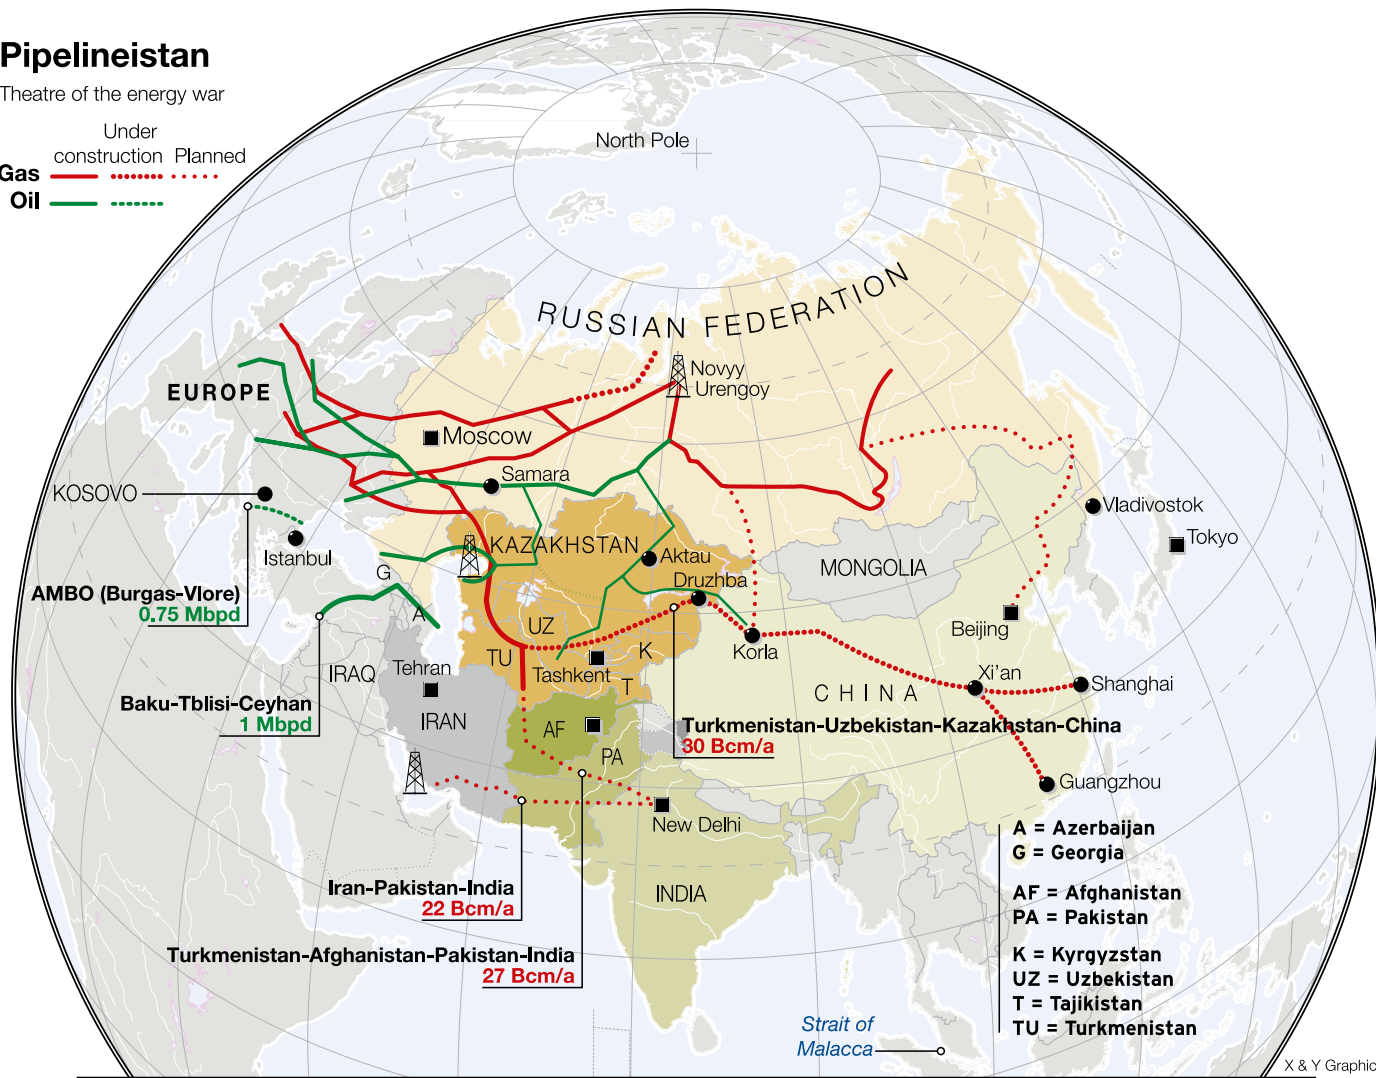 Pipelineistan
Theatre of the energy war
Under
construction Planned
Gas
Oil
North Pole
RUSSIAN FEDERATION
Novyy
Urengoy
EUROPE
Moscow
Samara
KOSOVO
Istanbul
KAZAKHSTAN
Aktau
Druzhba
MONGOLIA
Vladivostok
Tokyo
G
A
AMBO (Burgas-Vlore)
0.75 Mbpd
UZ
K
TU
Tashkent
T
Korla
Beijing
Xi'an
Shanghai
CHINA
IRAQ
Tehran
IRAN
Baku-Tblisi-Ceyhan
1 Mbpd
AF
PA
Turkmenistan-Uzbekistan-Kazakhstan-China
30 Bcm/a
Guangzhou
New Delhi
INDIA
Iran-Pakistan-India
22 Bcm/a
Turkmenistan-Afghanistan-Pakistan-India
27 Bcm/a
A = Azerbaijan
G = Georgia
AF = Afghanistan
PA = Pakistan
K = Kyrgyzstan
UZ = Uzbekistan
T = Tajikistan
TU = Turkmenistan
Strait of
Malacca
X & Y Graphic